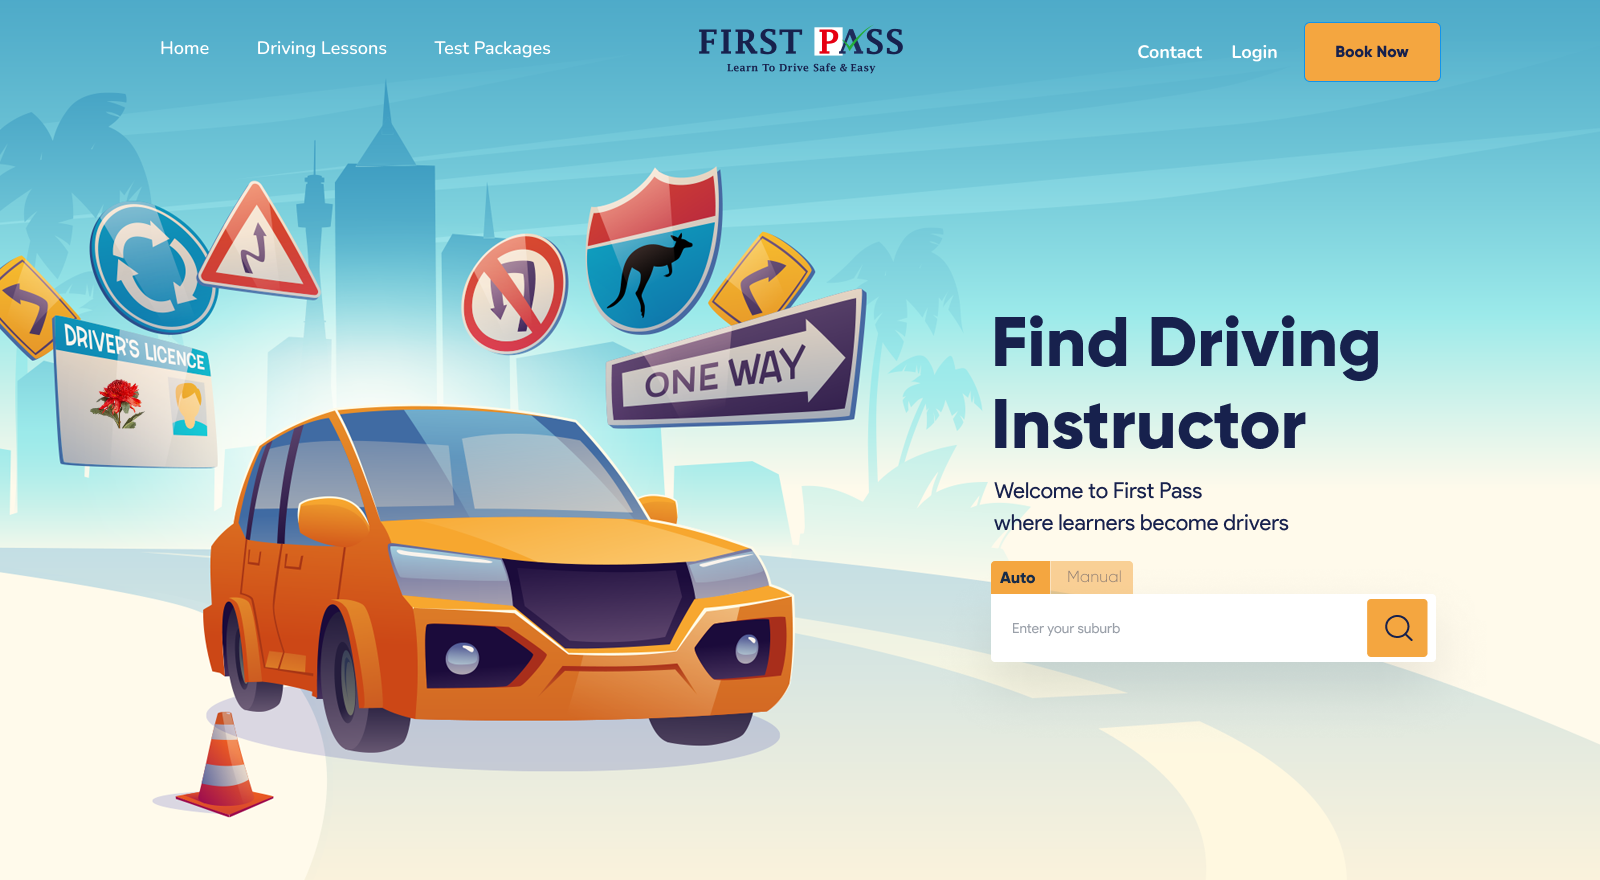 Home Driving Lessons Test Packages
FIRST PASS
Learn To Drive Safe & Easy
Contact Login Book Now
DRIVER'S LICENCE
ONE WAY
Find Driving
Instructor
Welcome to First Pass
where learners become drivers
Auto Manual
Enter your suburb